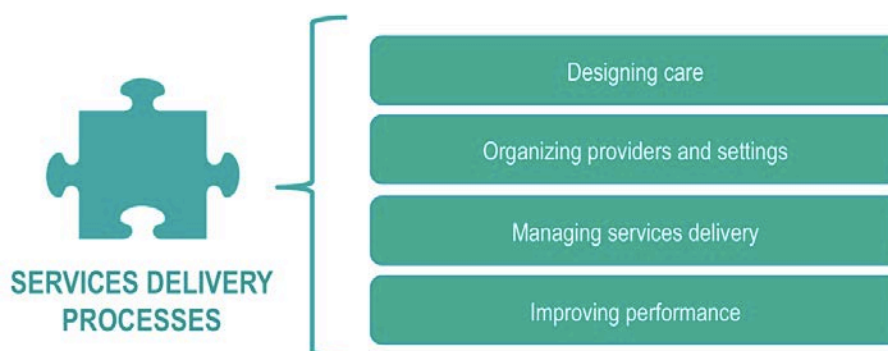 SERVICES DELIVERY
PROCESSES
Designing care
Organizing providers and settings
Managing services delivery
Improving performance